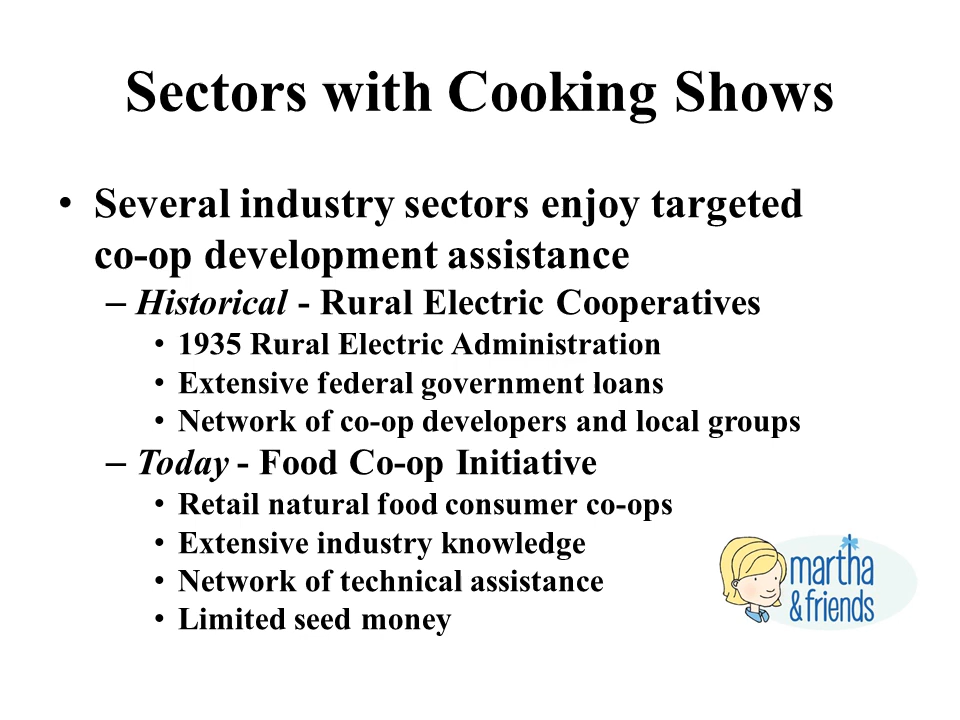 Sectors with Cooking Shows
• Several industry sectors enjoy targeted
co-op development assistance
– Historical - Rural Electric Cooperatives
• 1935 Rural Electric Administration
• Extensive federal government loans
• Network of co-op developers and local groups
– Today - Food Co-op Initiative
• Retail natural food consumer co-ops
• Extensive industry knowledge
• Network of technical assistance
• Limited seed money
martha
& friends